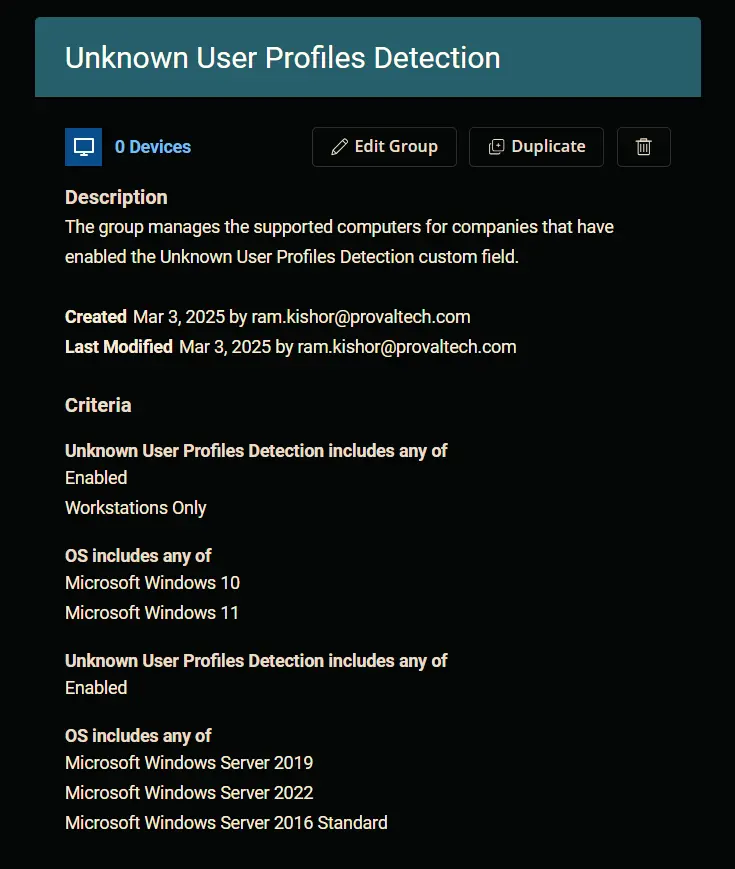 Unknown User Profiles Detection
0 Devices
Edit Group
Duplicate
Description
The group manages the supported computers for companies that have
enabled the Unknown User Profiles Detection custom field.
Created Mar 3, 2025 by ram.kishor@provaltech.com
Last Modified Mar 3, 2025 by ram.kishor@provaltech.com
Criteria
Unknown User Profiles Detection includes any of
Enabled
Workstations Only
OS includes any of
Microsoft Windows 10
Microsoft Windows 11
Unknown User Profiles Detection includes any of
Enabled
OS includes any of
Microsoft Windows Server 2019
Microsoft Windows Server 2022
Microsoft Windows Server 2016 Standard